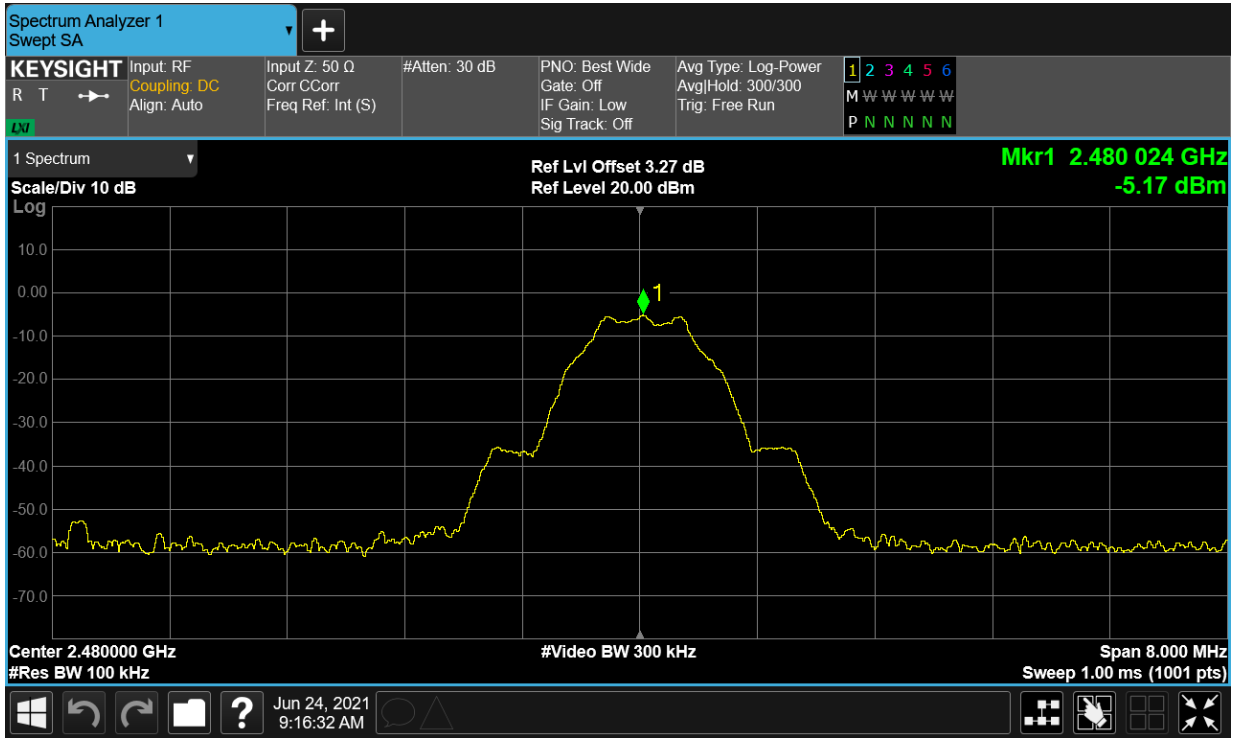 Spectrum Analyzer 1
Swept SA
+
KEYSIGHT
R T
LXI
Input: RF
Coupling: DC
Align: Auto
Input Z: 50 Ω
Corr CCorr
Freq Ref: Int (S)
#Atten: 30 dB
PNO: Best Wide
Gate: Off
IF Gain: Low
Sig Track: Off
Avg Type: Log-Power
Avg|Hold: 300/300
Trig: Free Run
1 2 3 4 5 6
M W W W W W
P N N N N N
1 Spectrum
Scale/Div 10 dB
Log
Ref Lvl Offset 3.27 dB
Ref Level 20.00 dBm
Mkr1 2.480 024 GHz
-5.17 dBm
10.0
0.00
1
-10.0
-20.0
-30.0
-40.0
-50.0
-60.0
-70.0
Center 2.480000 GHz
#Video BW 300 kHz
Span 8.000 MHz
#Res BW 100 kHz
Sweep 1.00 ms (1001 pts)
?
Jun 24, 2021
9:16:32 AM